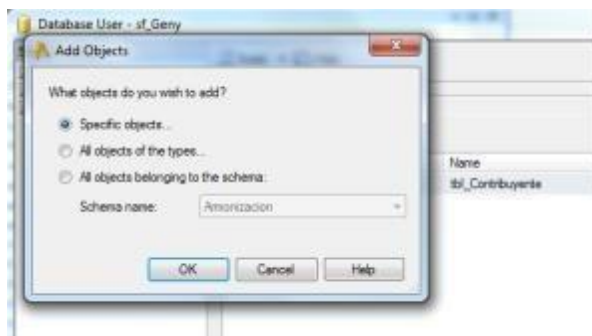 Database User - sf_Geny
Add Objects
What objects do you wish to add?
Specific objects...
All objects of the types...
All objects belonging to the schema:
Schema name:
Amonizacion
OK
Cancel
Help
Name
tbl_Contribuyente